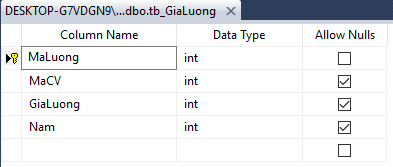 DESKTOP-G7VDGN9\...dbo.tb_GiaLuong
Column Name Data Type Allow Nulls
MaLuong int
MaCV int
GiaLuong int
Nam int